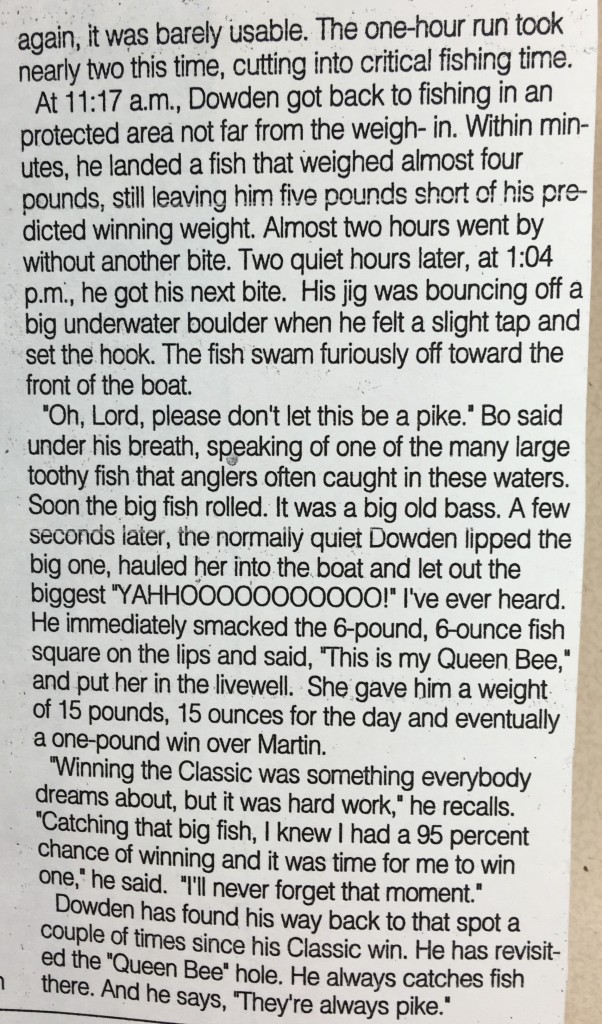 again, it was barely usable. The one-hour run took
nearly two this time, cutting into critical fishing time.
At 11:17 a.m., Dowden got back to fishing in an
protected area not far from the weigh- in. Within min-
utes, he landed a fish that weighed almost four
pounds, still leaving him five pounds short of his pre-
dicted winning weight. Almost two hours went by
without another bite. Two quiet hours later, at 1:04
p.m., he got his next bite.  His jig was bouncing off a
big underwater boulder when he felt a slight tap and
set the hook. The fish swam furiously off toward the
front of the boat.
"Oh, Lord, please don't let this be a pike." Bo said
under his breath, speaking of one of the many large
toothy fish that anglers often caught in these waters.
Soon the big fish rolled. It was a big old bass. A few
seconds later, the normally quiet Dowden lipped the
big one, hauled her into the boat and let out the
biggest "YAHHOOOOOOOOOOO!" I've ever heard.
He immediately smacked the 6-pound, 6-ounce fish
square on the lips and said, "This is my Queen Bee,"
and put her in the livewell.  She gave him a weight
of 15 pounds, 15 ounces for the day and eventually
a one-pound win over Martin.
"Winning the Classic was something everybody
dreams about, but it was hard work," he recalls.
"Catching that big fish, I knew I had a 95 percent
chance of winning and it was time for me to win
one," he said.  "I'll never forget that moment."
Dowden has found his way back to that spot a
couple of times since his Classic win. He has revisit-
ed the "Queen Bee" hole. He always catches fish
there. And he says, "They're always pike."